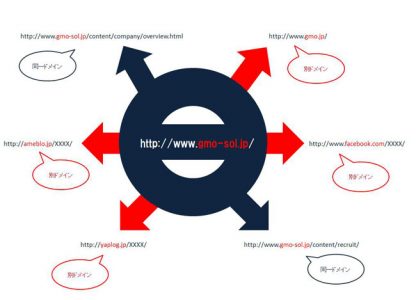 http://www.gmo-sol.jp/content/company/overview.html
http://www.gmo.jp/
同一ドメイン
別ドメイン
http://www.gmo-sol.jp/
http://ameblo.jp/XXXX/
http://www.facebook.com/XXXX/
別ドメイン
別ドメイン
http://yaplog.jp/XXXX/
http://www.gmo-sol.jp/content/recruit/
別ドメイン
同一ドメイン